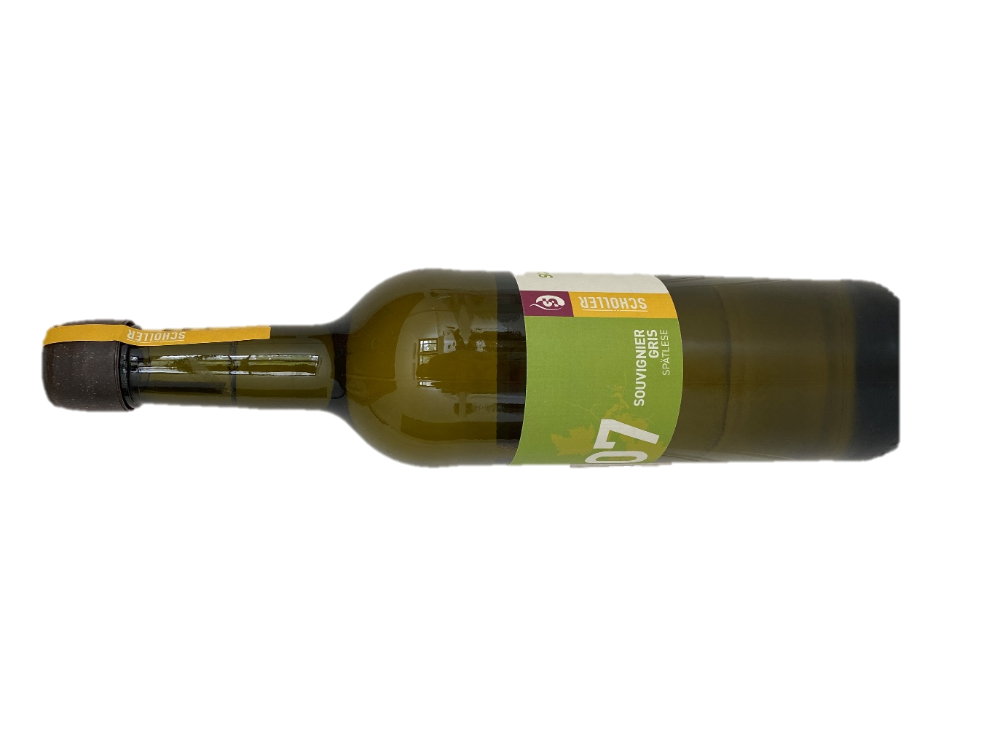 SCHOLLER
SCHOLLER
SOUVIGNIER
GRIS
SPÄTLESE
07